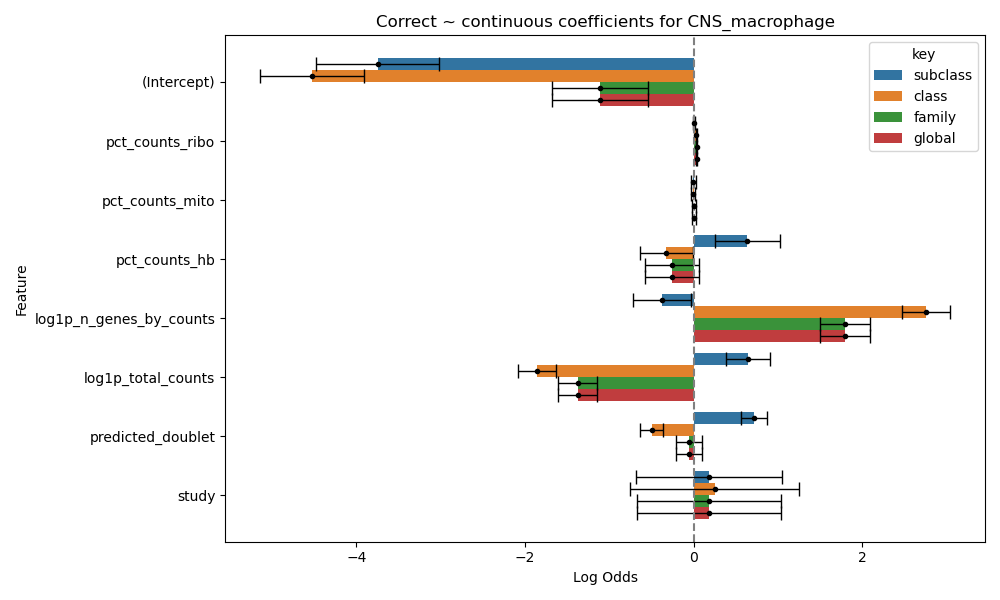 Correct ~ continuous coefficients for CNS_macrophage
key
subclass
class
family
global
(Intercept)
pct_counts_ribo
pct_counts_mito
pct_counts_hb
log1p_n_genes_by_counts
log1p_total_counts
predicted_doublet
study
Feature
−4
−2
0
2
Log Odds